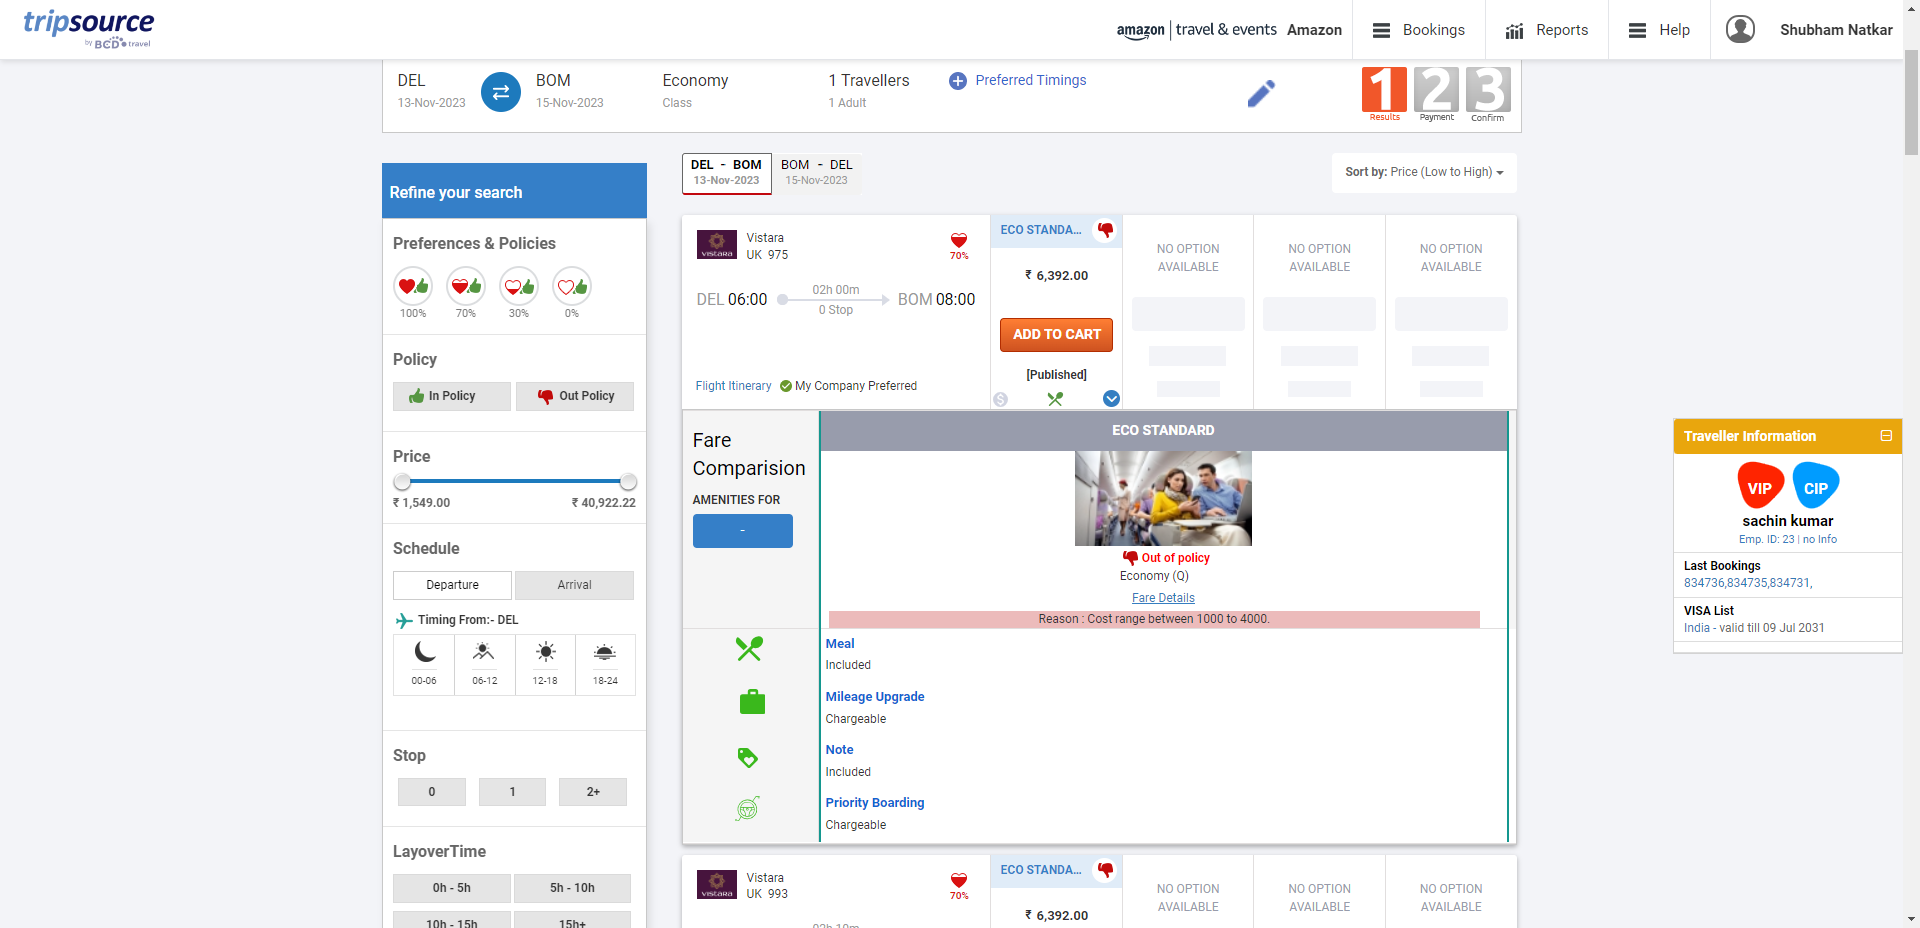 tripsource
by BCD travel
amazon | travel & events Amazon
Bookings
Reports
Help
Shubham Natkar
DEL
13-Nov-2023
BOM
15-Nov-2023
Economy
Class
1 Travellers
1 Adult
Preferred Timings
1 Results
2 Payment
3 Confirm
DEL - BOM
13-Nov-2023
BOM - DEL
15-Nov-2023
Sort by: Price (Low to High)
Refine your search
Preferences & Policies
100%
70%
30%
0%
Policy
In Policy
Out Policy
Price
₹ 1,549.00
₹ 40,922.22
Schedule
Departure
Arrival
Timing From:- DEL
00-06
06-12
12-18
18-24
Stop
0
1
2+
LayoverTime
0h - 5h
5h - 10h
10h - 15h
15h+
VISTARA
Vistara
UK 975
70%
DEL 06:00
02h 00m
0 Stop
BOM 08:00
Flight Itinerary
My Company Preferred
ECO STANDA...
₹ 6,392.00
ADD TO CART
[Published]
NO OPTION
AVAILABLE
NO OPTION
AVAILABLE
NO OPTION
AVAILABLE
Fare
Comparision
AMENITIES FOR
-
ECO STANDARD
Out of policy
Economy (Q)
Fare Details
Reason : Cost range between 1000 to 4000.
Meal
Included
Mileage Upgrade
Chargeable
Note
Included
Priority Boarding
Chargeable
VISTARA
Vistara
UK 993
70%
02h 10m
ECO STANDA...
₹ 6,392.00
NO OPTION
AVAILABLE
NO OPTION
AVAILABLE
NO OPTION
AVAILABLE
Traveller Information
VIP
CIP
sachin kumar
Emp. ID: 23 | no Info
Last Bookings
834736,834735,834731,
VISA List
India - valid till 09 Jul 2031